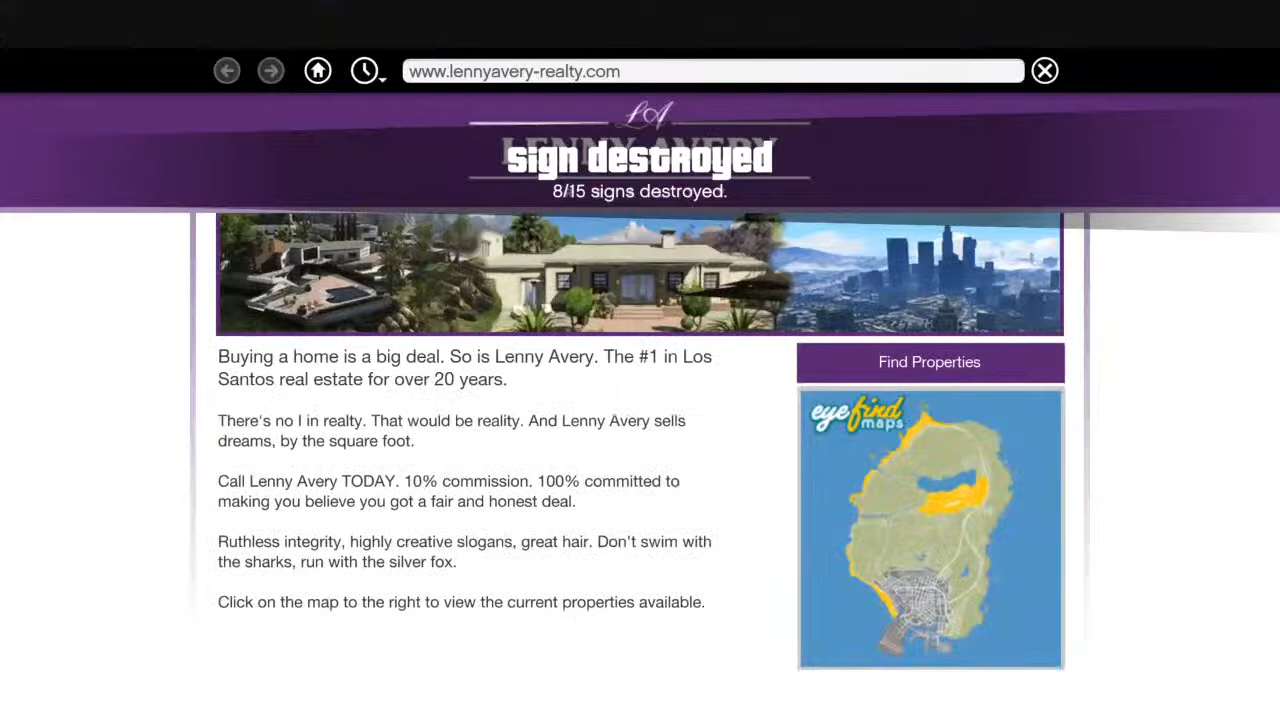 www.lennyavery-realty.com
LA
LENNY AVERY
sign destroyed
8/15 signs destroyed.
Buying a home is a big deal. So is Lenny Avery. The #1 in Los
Santos real estate for over 20 years.
There's no I in realty. That would be reality. And Lenny Avery sells
dreams, by the square foot.
Call Lenny Avery TODAY. 10% commission. 100% committed to
making you believe you got a fair and honest deal.
Ruthless integrity, highly creative slogans, great hair. Don't swim with
the sharks, run with the silver fox.
Click on the map to the right to view the current properties available.
Find Properties
eyefind
maps